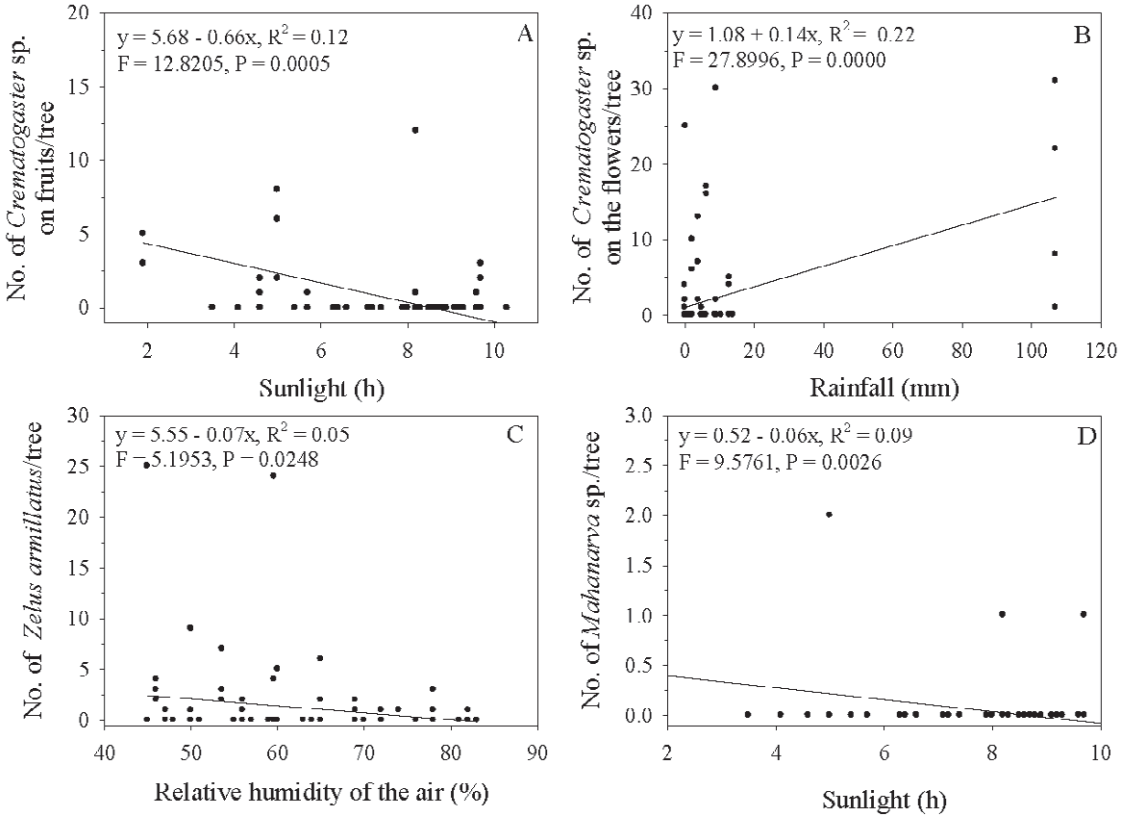 20
15
10
5
0
No. of Crematogaster sp.
on fruits/tree
y = 5.68 - 0.66x, R² = 0.12
F = 12.8205, P = 0.0005
A
2 4 6 8 10
Sunlight (h)
40
30
20
10
0
No. of Crematogaster sp.
on the flowers/tree
y = 1.08 + 0.14x, R² = 0.22
F = 27.8996, P = 0.0000
B
0 20 40 60 80 100 120
Rainfall (mm)
30
25
20
15
10
5
0
No. of Zelus armillatus/tree
y = 5.55 - 0.07x, R² = 0.05
F = 5.1953, P = 0.0248
C
40 50 60 70 80 90
Relative humidity of the air (%)
3.0
2.5
2.0
1.5
1.0
0.5
0.0
No. of Mahanarva sp./tree
y = 0.52 - 0.06x, R² = 0.09
F = 9.5761, P = 0.0026
D
2 4 6 8 10
Sunlight (h)